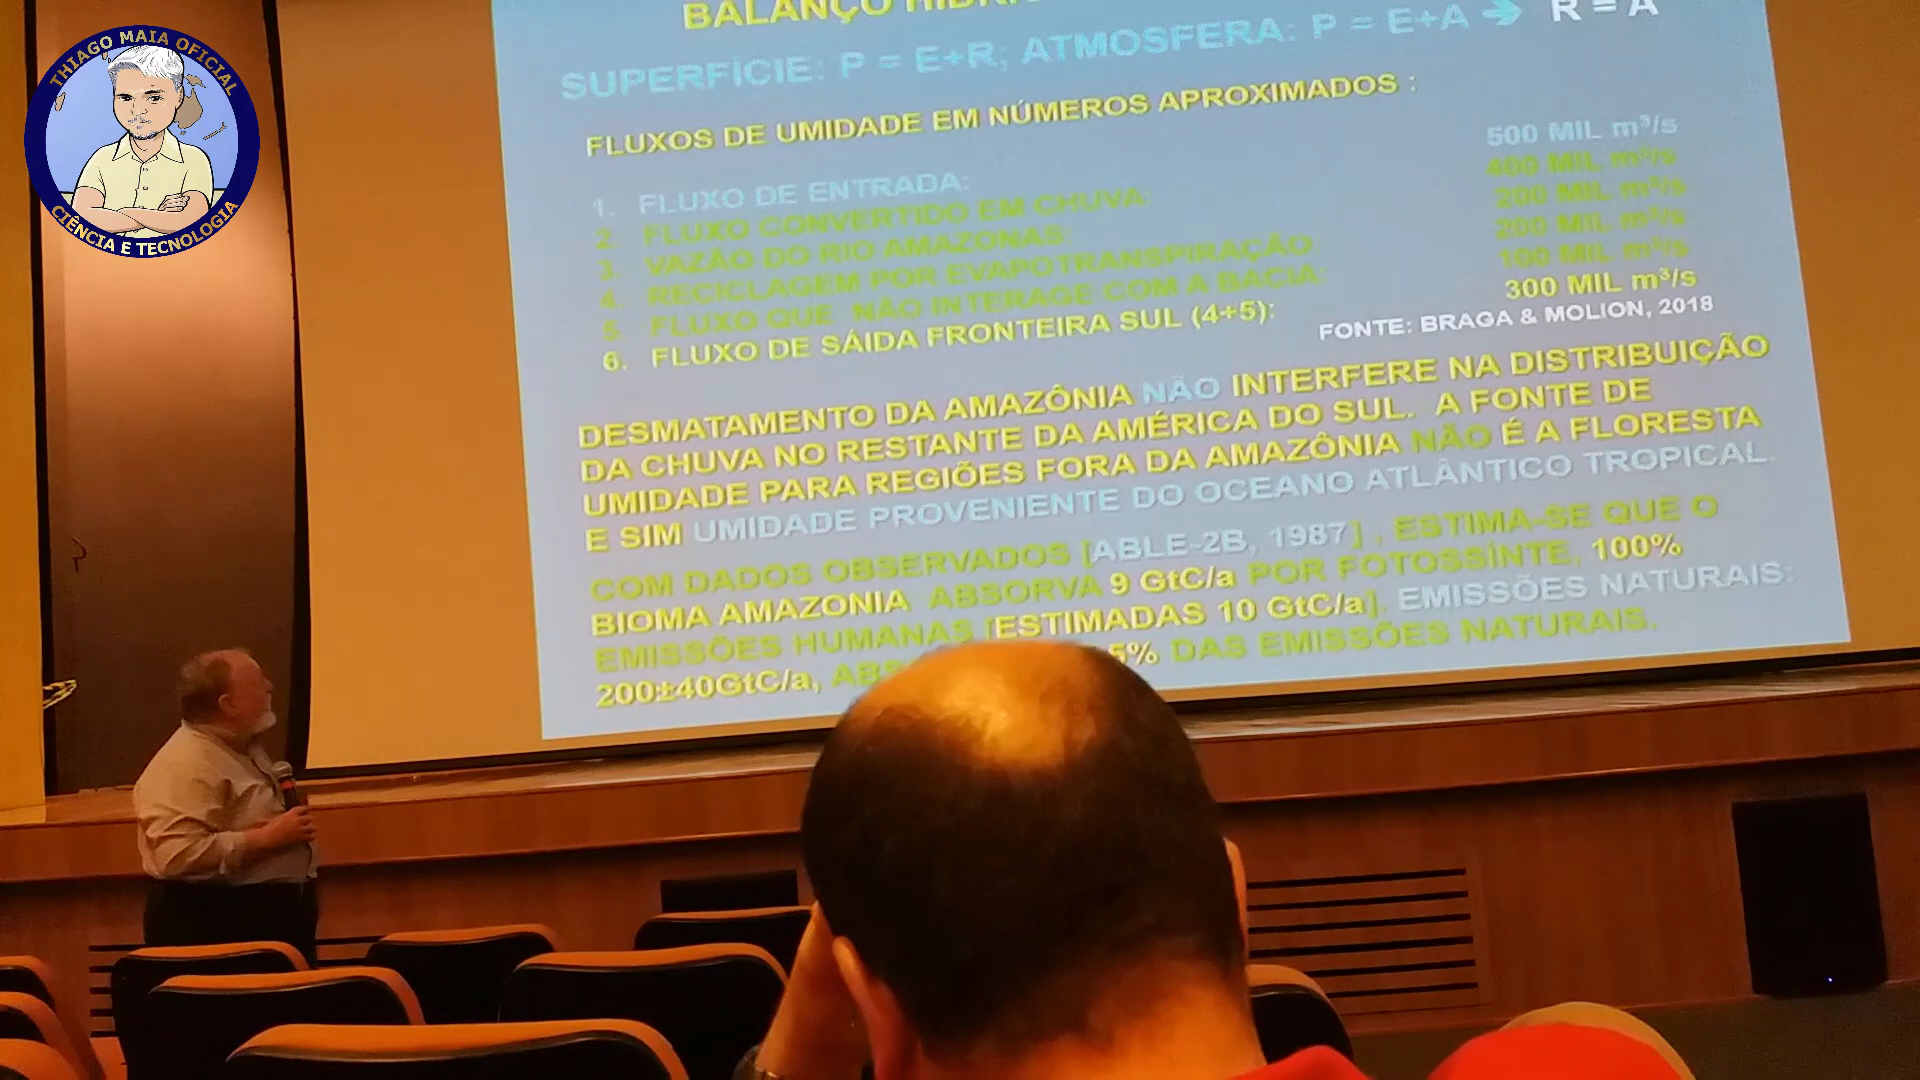 THIAGO MAIA OFICIAL
CIÊNCIA E TECNOLOGIA
BALANÇO
SUPERFÍCIE: P = E+R; ATMOSFERA: P = E+A → R = A
FLUXOS DE UMIDADE EM NÚMEROS APROXIMADOS :
1. FLUXO DE ENTRADA: 500 MIL m³/s
2. FLUXO CONVERTIDO EM CHUVA: 400 MIL m³/s
3. VAZÃO DO RIO AMAZONAS: 200 MIL m³/s
4. RECICLAGEM POR EVAPOTRANSPIRAÇÃO: 200 MIL m³/s
5. FLUXO QUE NÃO INTERAGE COM A BACIA: 100 MIL m³/s
6. FLUXO DE SÁIDA FRONTEIRA SUL (4+5): 300 MIL m³/s
FONTE: BRAGA & MOLION, 2018
DESMATAMENTO DA AMAZÔNIA NÃO INTERFERE NA DISTRIBUIÇÃO
DA CHUVA NO RESTANTE DA AMÉRICA DO SUL. A FONTE DE
UMIDADE PARA REGIÕES FORA DA AMAZÔNIA NÃO É A FLORESTA
E SIM UMIDADE PROVENIENTE DO OCEANO ATLÂNTICO TROPICAL.
COM DADOS OBSERVADOS [ABLE-2B, 1987] , ESTIMA-SE QUE O
BIOMA AMAZONIA ABSORVA 9 GtC/a POR FOTOSSÍNTE, 100%
EMISSÕES HUMANAS [ESTIMADAS 10 GtC/a]. EMISSÕES NATURAIS:
200±40GtC/a, 5% DAS EMISSÕES NATURAIS.